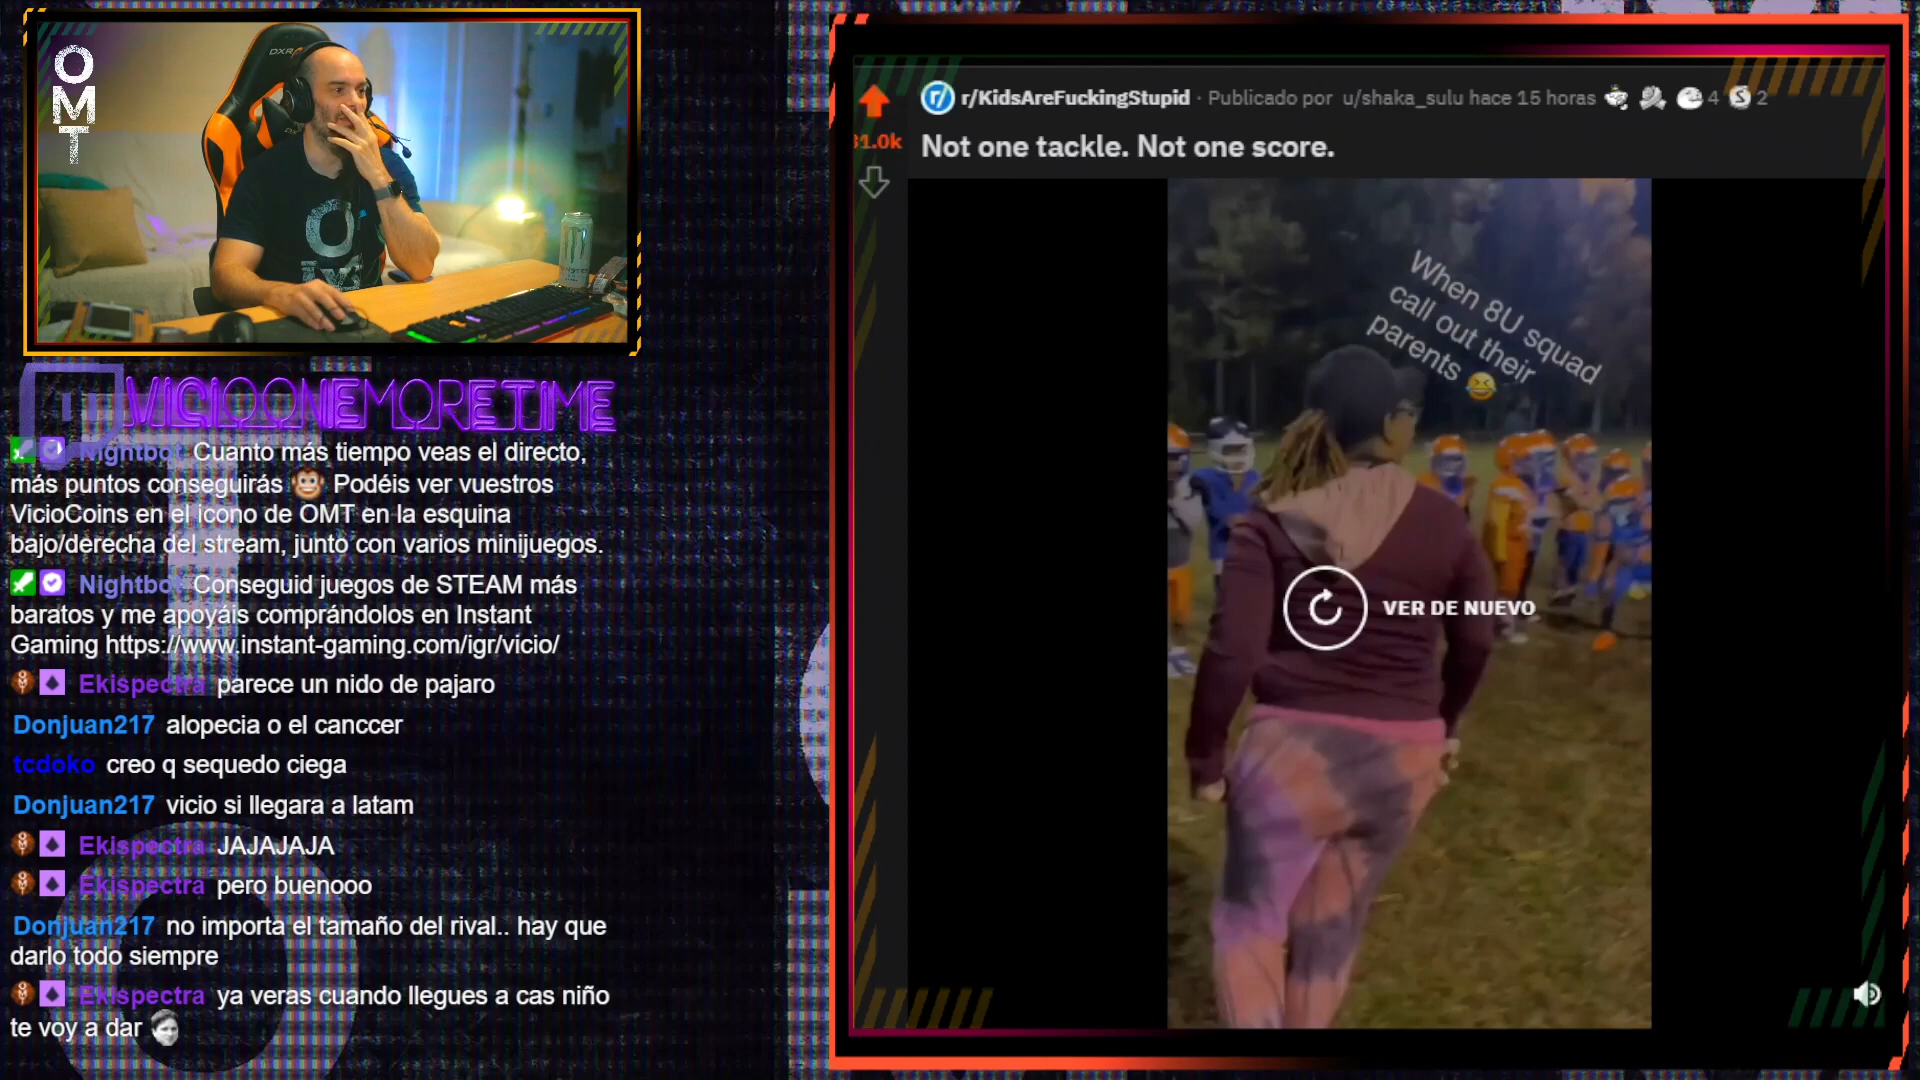 O
M
T
DXR
VICIOONEMORETIME
Nightbot Cuanto más tiempo veas el directo,
más puntos conseguirás Podéis ver vuestros
VicioCoins en el icono de OMT en la esquina
bajo/derecha del stream, junto con varios minijuegos.
Nightbot Conseguid juegos de STEAM más
baratos y me apoyáis comprándolos en Instant
Gaming https://www.instant-gaming.com/igr/vicio/
Ekispectra parece un nido de pajaro
Donjuan217 alopecia o el canccer
tcdoko creo q sequedo ciega
Donjuan217 vicio si llegara a latam
Ekispectra JAJAJAJA
Ekispectra pero buenooo
Donjuan217 no importa el tamaño del rival.. hay que
darlo todo siempre
Ekispectra ya veras cuando llegues a cas niño
te voy a dar
r/KidsAreFuckingStupid · Publicado por u/shaka_sulu hace 15 horas 4 2
31.0k
Not one tackle. Not one score.
When 8U squad
call out their
parents 😆
VER DE NUEVO